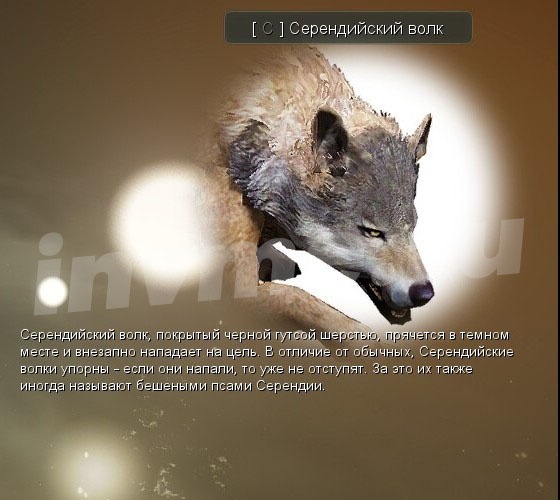 [ C ] Серендийский волк
Серендийский волк, покрытый черной гутсой шерстью, прячется в темном
месте и внезапно нападает на цель. В отличие от обычных, Серендийские
волки упорны - если они напали, то уже не отступят. За это их также
иногда называют бешеными псами Серендии.